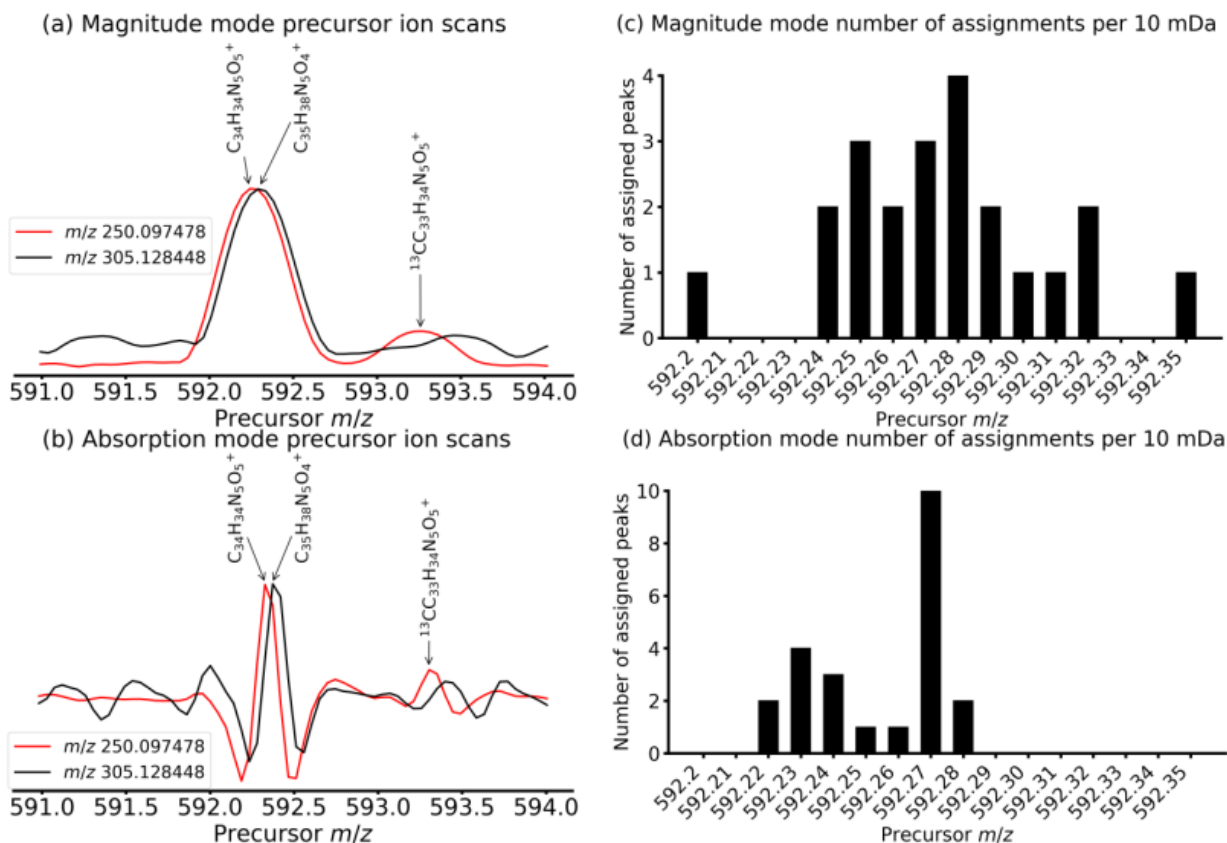 (a) Magnitude mode precursor ion scans
C₃₄H₃₄N₅O₅⁺
C₃₅H₃₈N₅O₄⁺
¹³CC₃₃H₃₄N₅O₅⁺
m/z 250.097478
m/z 305.128448
591.0 591.5 592.0 592.5 593.0 593.5 594.0
Precursor m/z
(b) Absorption mode precursor ion scans
C₃₄H₃₄N₅O₅⁺
C₃₅H₃₈N₅O₄⁺
¹³CC₃₃H₃₄N₅O₅⁺
m/z 250.097478
m/z 305.128448
591.0 591.5 592.0 592.5 593.0 593.5 594.0
Precursor m/z
(c) Magnitude mode number of assignments per 10 mDa
Number of assigned peaks
4
3
2
1
0
592.2 592.21 592.22 592.23 592.24 592.25 592.26 592.27 592.28 592.29 592.30 592.31 592.32 592.33 592.34 592.35
Precursor m/z
(d) Absorption mode number of assignments per 10 mDa
Number of assigned peaks
10
8
6
4
2
0
592.2 592.21 592.22 592.23 592.24 592.25 592.26 592.27 592.28 592.29 592.30 592.31 592.32 592.33 592.34 592.35
Precursor m/z